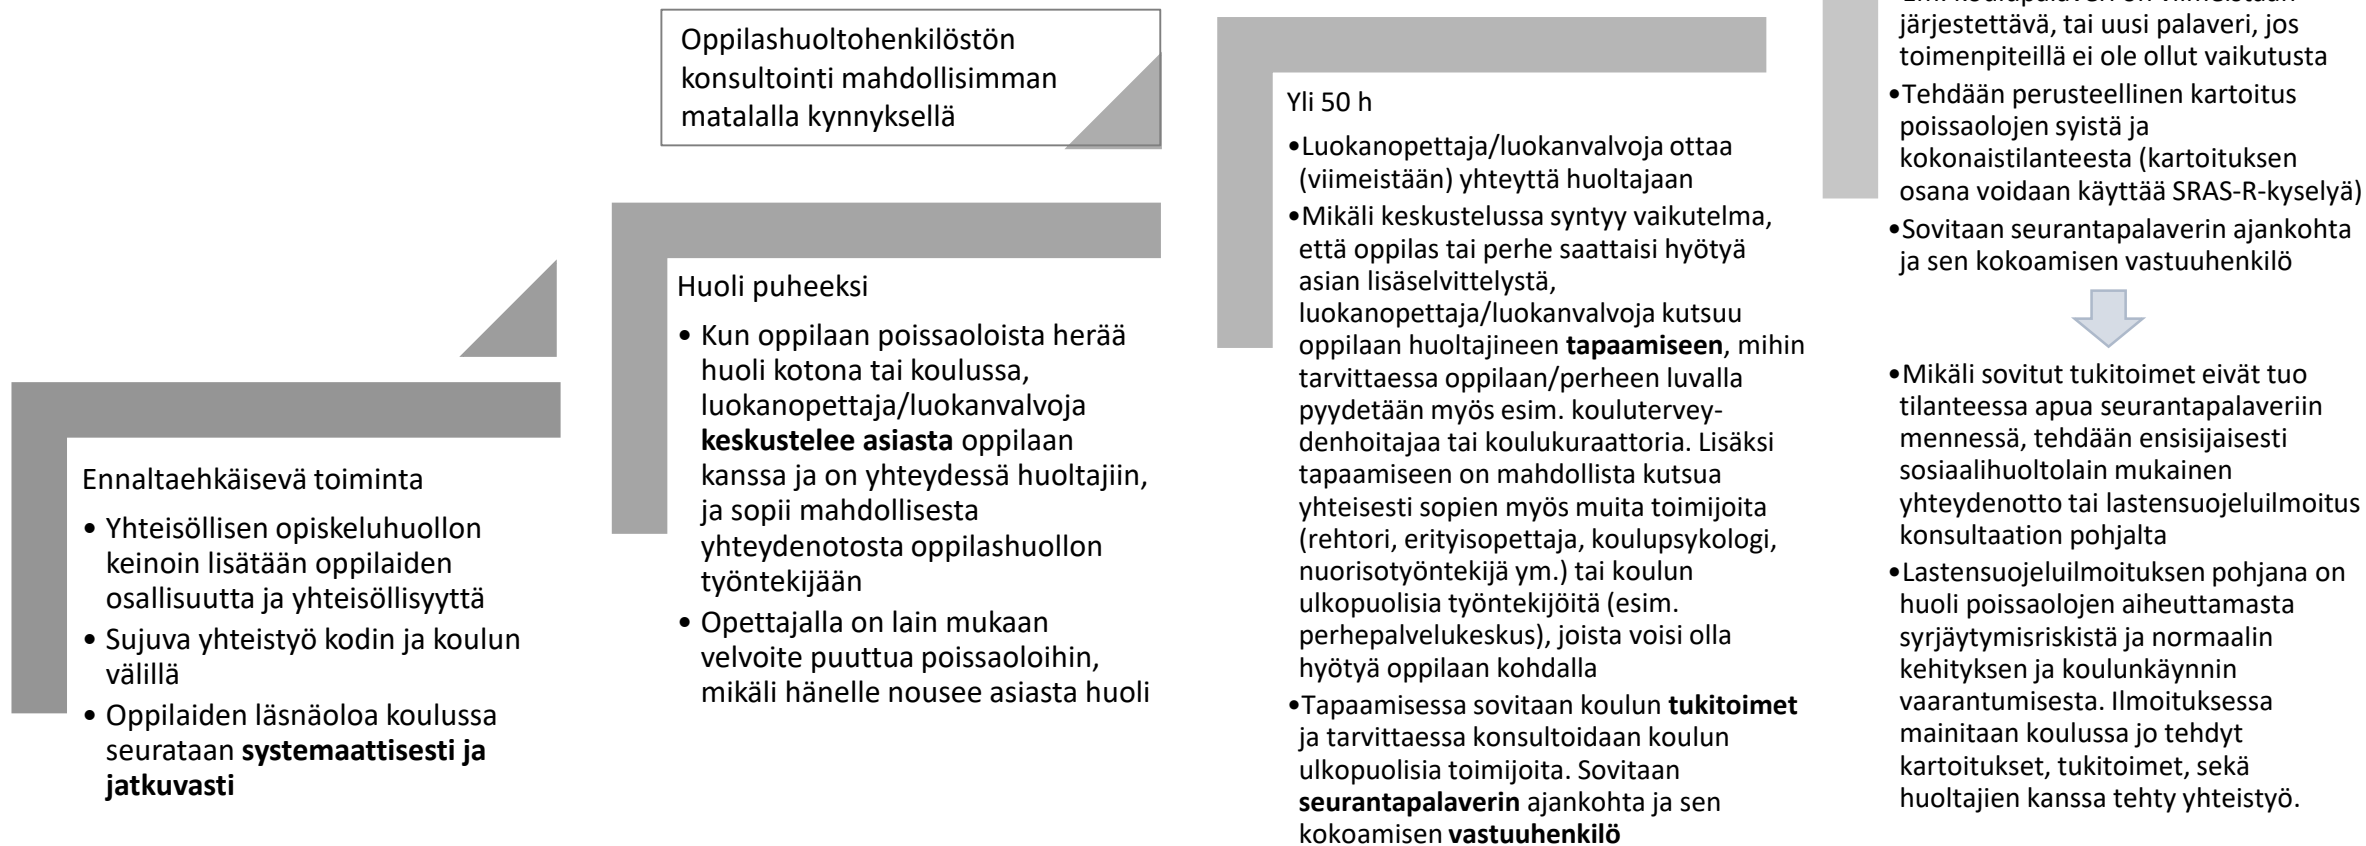 Oppilashuoltohenkilöstön
konsultointi mahdollisimman
matalalla kynnyksellä
Ennaltaehkäisevä toiminta
• Yhteisöllisen opiskeluhuollon
keinoin lisätään oppilaiden
osallisuutta ja yhteisöllisyyttä
• Sujuva yhteistyö kodin ja koulun
välillä
• Oppilaiden läsnäoloa koulussa
seurataan systemaattisesti ja
jatkuvasti
Huoli puheeksi
• Kun oppilaan poissaoloista herää
huoli kotona tai koulussa,
luokanopettaja/luokanvalvoja
keskustelee asiasta oppilaan
kanssa ja on yhteydessä huoltajiin,
ja sopii mahdollisesta
yhteydenotosta oppilashuollon
työntekijään
• Opettajalla on lain mukaan
velvoite puuttua poissaoloihin,
mikäli hänelle nousee asiasta huoli
Yli 50 h
•Luokanopettaja/luokanvalvoja ottaa
(viimeistään) yhteyttä huoltajaan
•Mikäli keskustelussa syntyy vaikutelma,
että oppilas tai perhe saattaisi hyötyä
asian lisäselvittelystä,
luokanopettaja/luokanvalvoja kutsuu
oppilaan huoltajineen tapaamiseen, mihin
tarvittaessa oppilaan/perheen luvalla
pyydetään myös esim. koulutervey-
denhoitajaa tai koulukuraattoria. Lisäksi
tapaamiseen on mahdollista kutsua
yhteisesti sopien myös muita toimijoita
(rehtori, erityisopettaja, koulupsykologi,
nuorisotyöntekijä ym.) tai koulun
ulkopuolisia työntekijöitä (esim.
perhepalvelukeskus), joista voisi olla
hyötyä oppilaan kohdalla
•Tapaamisessa sovitaan koulun tukitoimet
ja tarvittaessa konsultoidaan koulun
ulkopuolisia toimijoita. Sovitaan
seurantapalaverin ajankohta ja sen
kokoamisen vastuuhenkilö
koulupalaveri on viimeistään
järjestettävä, tai uusi palaveri, jos
toimenpiteillä ei ole ollut vaikutusta
•Tehdään perusteellinen kartoitus
poissaolojen syistä ja
kokonaistilanteesta (kartoituksen
osana voidaan käyttää SRAS-R-kyselyä)
•Sovitaan seurantapalaverin ajankohta
ja sen kokoamisen vastuuhenkilö
•Mikäli sovitut tukitoimet eivät tuo
tilanteessa apua seurantapalaveriin
mennessä, tehdään ensisijaisesti
sosiaalihuoltolain mukainen
yhteydenotto tai lastensuojeluilmoitus
konsultaation pohjalta
•Lastensuojeluilmoituksen pohjana on
huoli poissaolojen aiheuttamasta
syrjäytymisriskistä ja normaalin
kehityksen ja koulunkäynnin
vaarantumisesta. Ilmoituksessa
mainitaan koulussa jo tehdyt
kartoitukset, tukitoimet, sekä
huoltajien kanssa tehty yhteistyö.